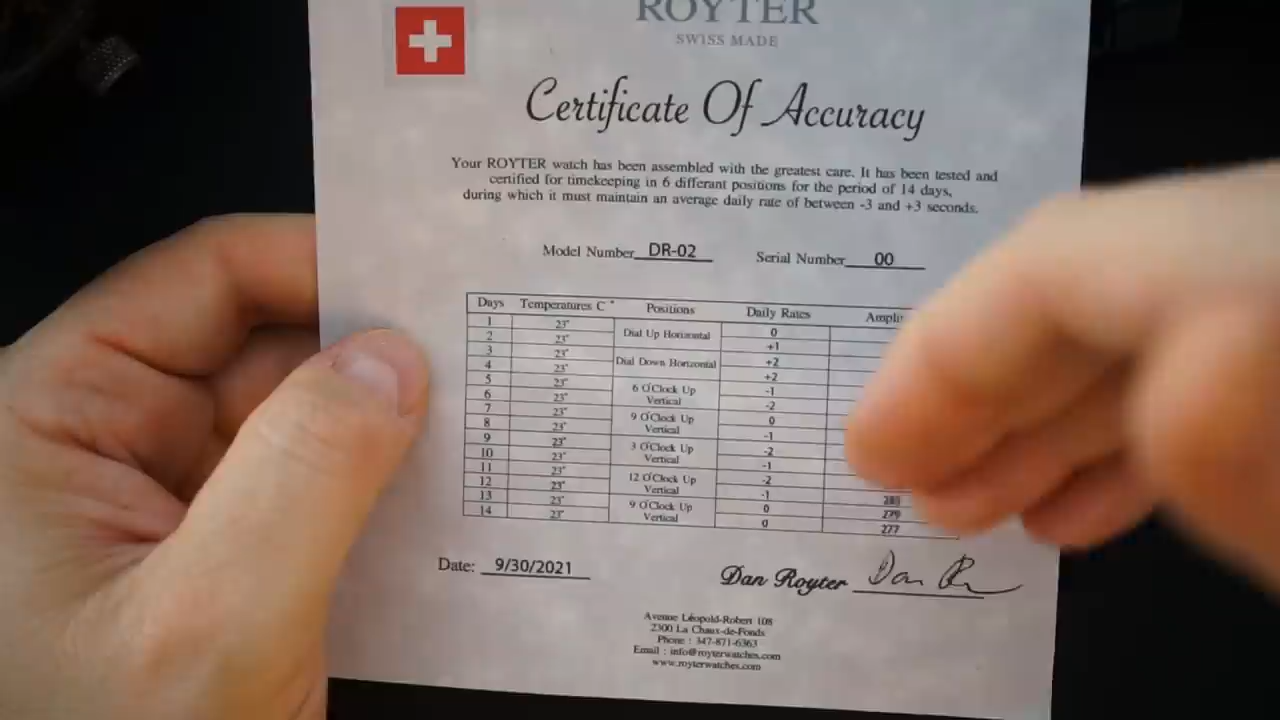 ROYTER
SWISS MADE
Certificate Of Accuracy
Your ROYTER watch has been assembled with the greatest care. It has been tested and
certified for timekeeping in 6 differant positions for the period of 14 days,
during which it must maintain an average daily rate of between -3 and +3 seconds.
Model Number DR-02 Serial Number 00
Days Temperatures C° Positions Daily Rates
1 23° Dial Up Horizontal 0
2 23° +1
3 23° Dial Down Horizontal +2
4 23° +2
5 23° 6 O'Clock Up Vertical -1
6 23° -2
7 23° 9 O'Clock Up Vertical 0
8 23° -1
9 23° 3 O'Clock Up Vertical -2
10 23° -1
11 23° 12 O'Clock Up Vertical -2
12 23° -1
13 23° 9 O'Clock Up Vertical 0 279
14 23° 0 277
Date: 9/30/2021
Dan Royter
Avenue Léopold-Robert 108
2300 La Chaux-de-Fonds
Phone : 347-871-6363
Email : info@royterwatches.com
www.royterwatches.com